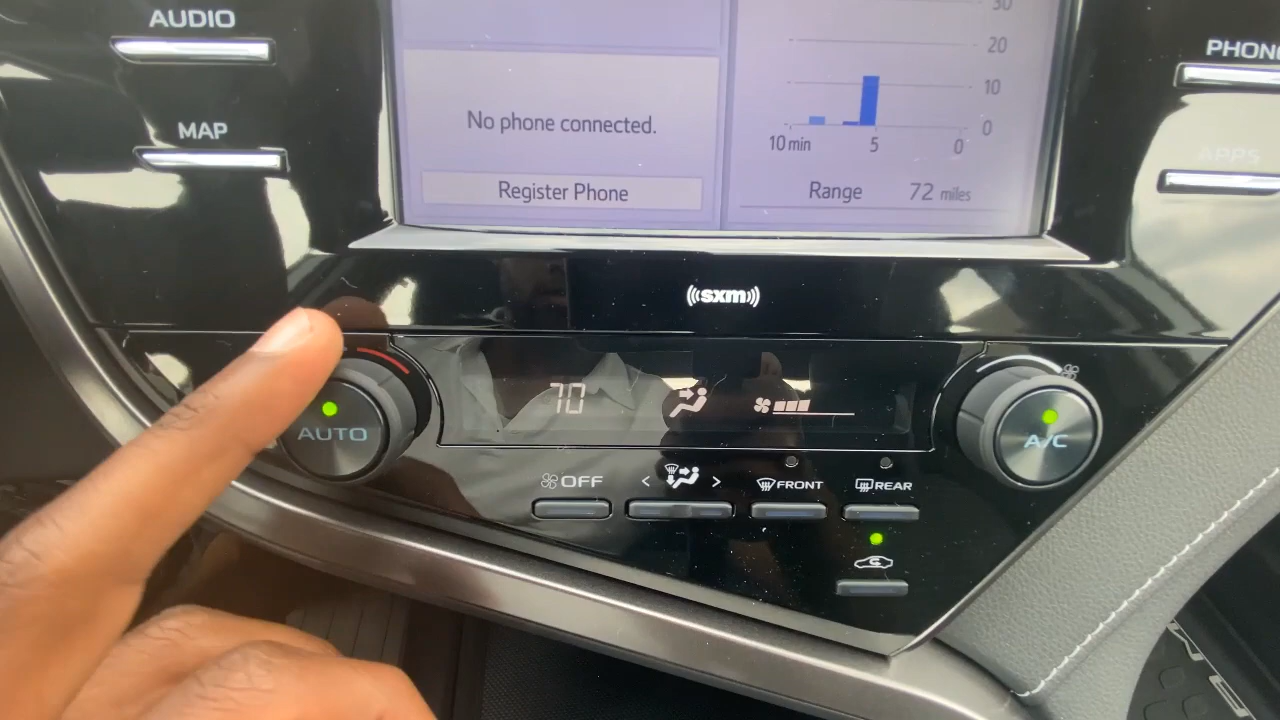 AUDIO
MAP
PHON
APPS
No phone connected.
Register Phone
30
20
10
0
10 min 5 0
Range 72 miles
((sxm))
70
AUTO
A/C
OFF
< >
FRONT
REAR